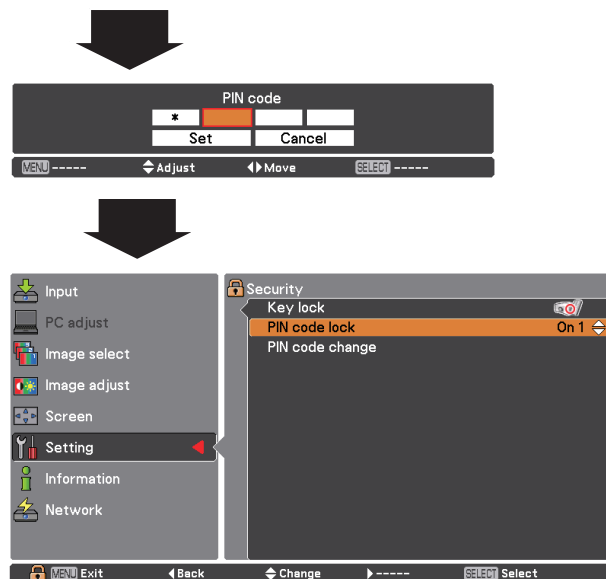 PIN code
*
Set Cancel
MENU ----- Adjust Move SELECT -----
Input
PC adjust
Image select
Image adjust
Screen
Setting
Information
Network
Security
Key lock
PIN code lock On 1
PIN code change
MENU Exit Back Change ----- SELECT Select